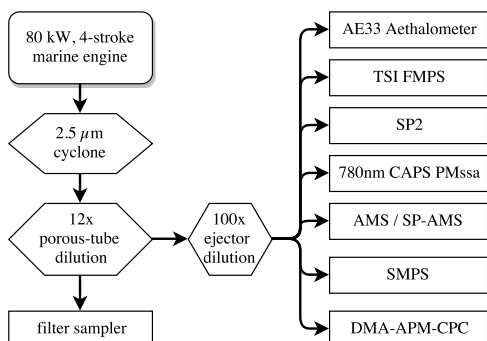 80 kW, 4-stroke
marine engine
2.5 µm
cyclone
12x
porous-tube
dilution
filter sampler
100x
ejector
dilution
AE33 Aethalometer
TSI FMPS
SP2
780nm CAPS PMssa
AMS / SP-AMS
SMPS
DMA-APM-CPC